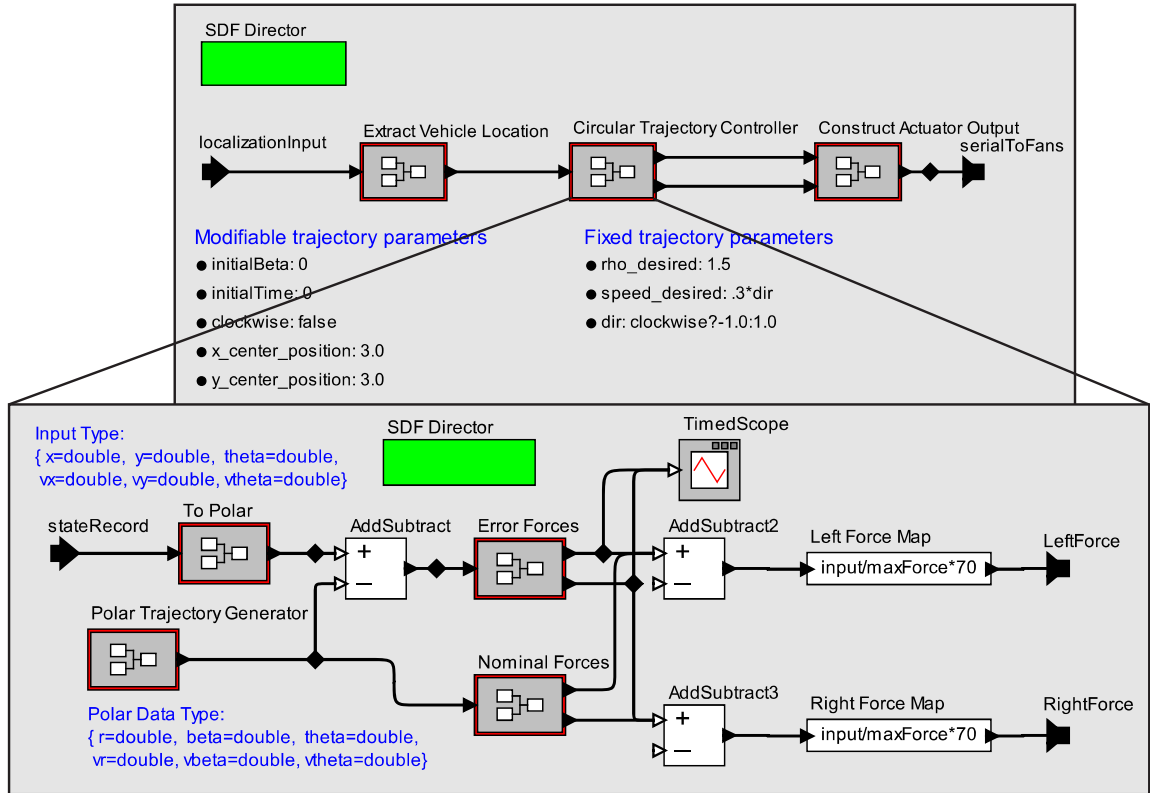 SDF Director
localizationInput
Extract Vehicle Location
Circular Trajectory Controller
Construct Actuator Output
serialToFans
Modifiable trajectory parameters
● initialBeta: 0
● initialTime: 0
● clockwise: false
● x_center_position: 3.0
● y_center_position: 3.0
Fixed trajectory parameters
● rho_desired: 1.5
● speed_desired: .3*dir
● dir: clockwise?-1.0:1.0
Input Type:
{ x=double, y=double, theta=double,
vx=double, vy=double, vtheta=double}
SDF Director
TimedScope
stateRecord
To Polar
AddSubtract
+
−
Error Forces
AddSubtract2
+
−
Left Force Map
input/maxForce*70
LeftForce
Polar Trajectory Generator
Nominal Forces
AddSubtract3
+
−
Right Force Map
input/maxForce*70
RightForce
Polar Data Type:
{ r=double, beta=double, theta=double,
vr=double, vbeta=double, vtheta=double}